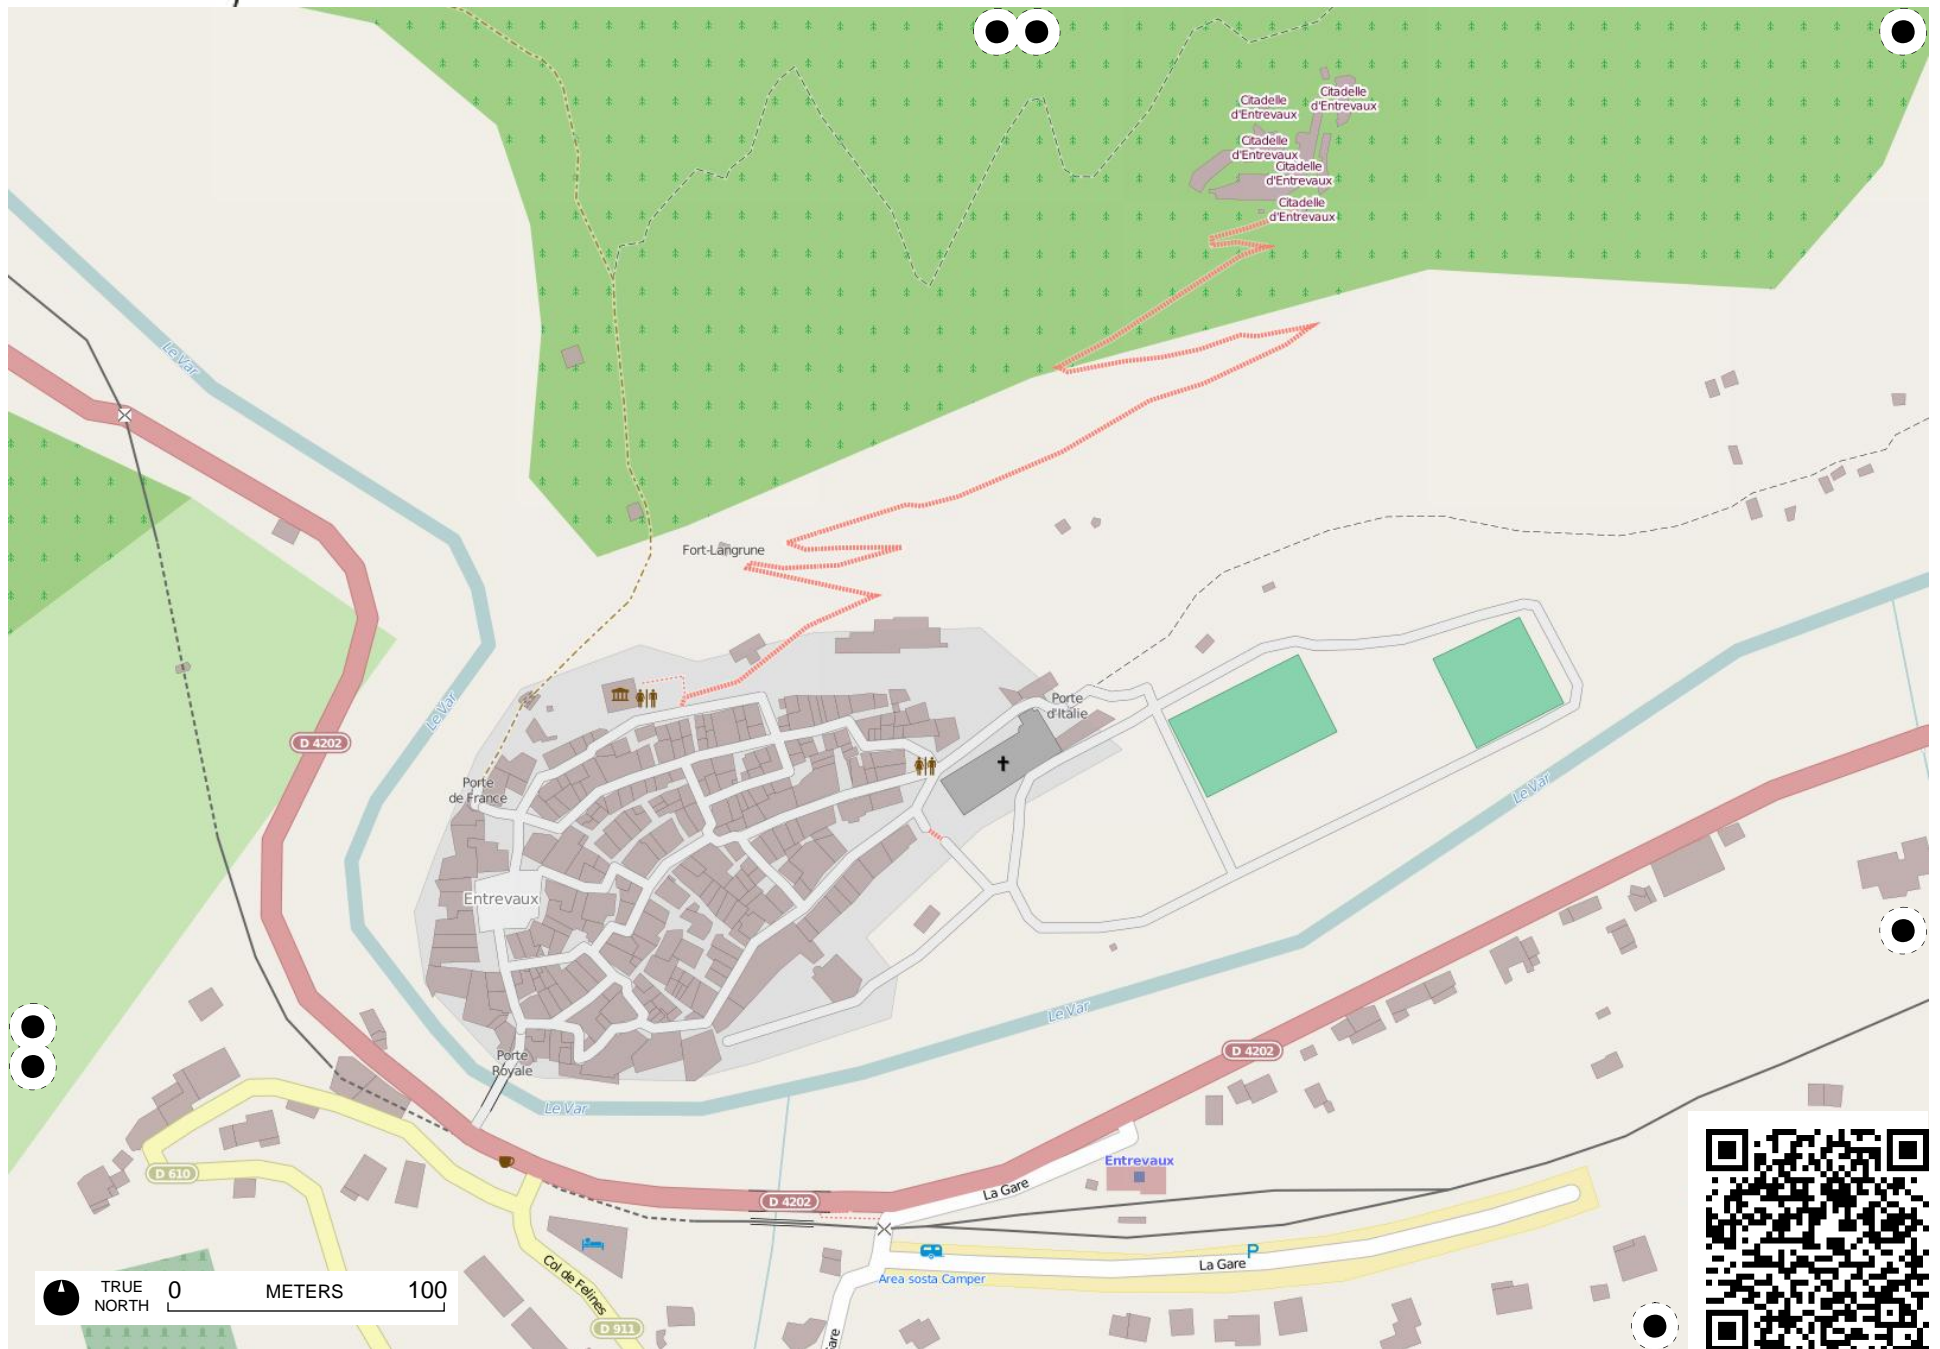 Citadelle
d'Entrevaux
Citadelle
d'Entrevaux
Citadelle
d'Entrevaux
Citadelle
d'Entrevaux
Citadelle
d'Entrevaux
Le Var
Fort-Langrune
Le Var
D 4202
Porte
d'Italie
Porte
de France
Le Var
Entrevaux
Le Var
D 4202
Porte
Royale
Le Var
Entrevaux
D 610
La Gare
D 4202
La Gare
Area sosta Camper
P
Col de Felines
D 911
TRUE
NORTH
0 METERS 100